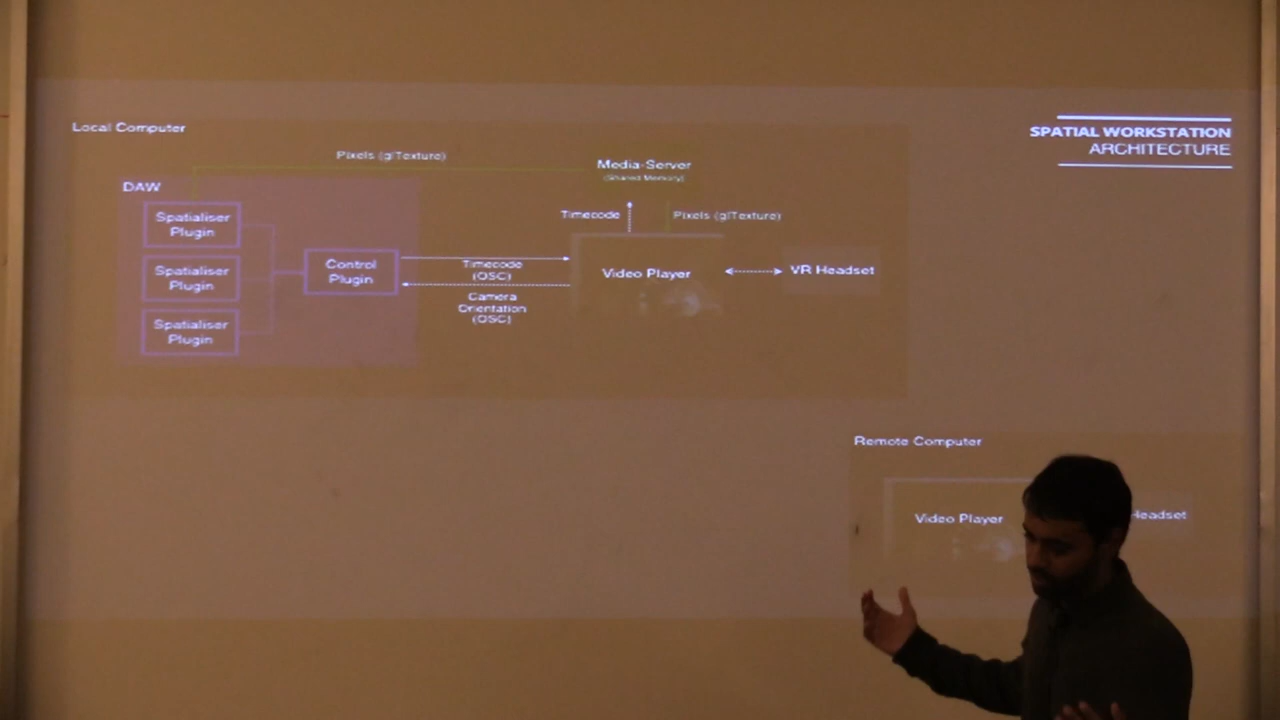 Local Computer
SPATIAL WORKSTATION
ARCHITECTURE
Pixels (glTexture)
Media-Server
(Shared Memory)
DAW
Spatialiser
Plugin
Timecode
Pixels (glTexture)
Spatialiser
Plugin
Control
Plugin
Timecode
(OSC)
Camera
Orientation
(OSC)
Video Player
VR Headset
Spatialiser
Plugin
Remote Computer
Video Player
Headset